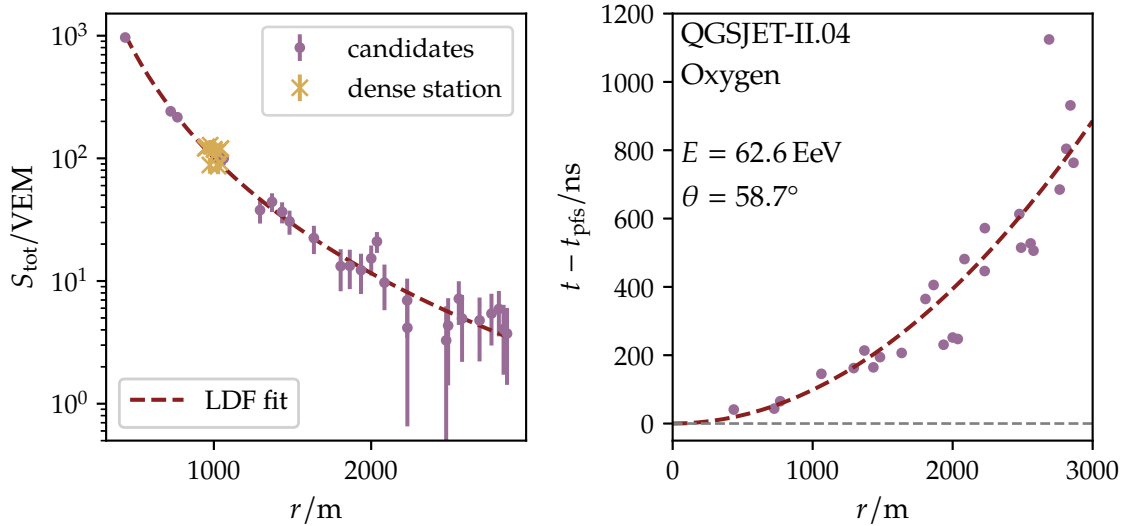 10³
10²
10¹
10⁰
S_tot/VEM
candidates
dense station
LDF fit
1000
2000
r/m
1200
1000
800
600
400
200
0
t − t_pfs/ns
QGSJET-II.04
Oxygen
E = 62.6 EeV
θ = 58.7°
0
1000
2000
3000
r/m